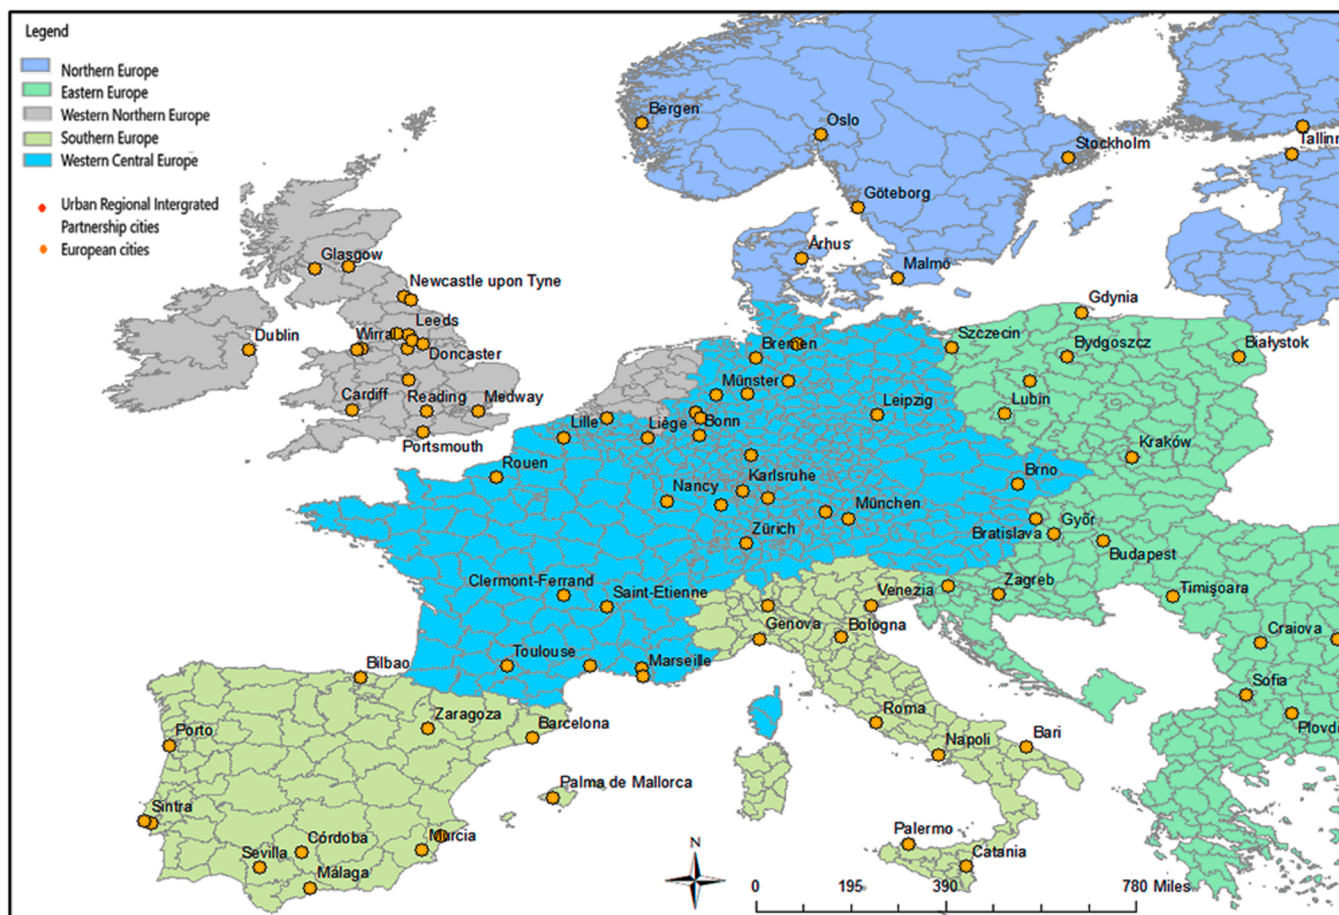 Legend
Northern Europe
Eastern Europe
Western Northern Europe
Southern Europe
Western Central Europe
Urban Regional Intergrated
Partnership cities
European cities
Bergen
Oslo
Stockholm
Tallinn
Göteborg
Århus
Malmö
Glasgow
Newcastle upon Tyne
Dublin
Wirral
Leeds
Doncaster
Cardiff
Reading
Medway
Portsmouth
Gdynia
Szczecin
Bydgoszcz
Białystok
Bremen
Münster
Leipzig
Lubin
Lille
Liège
Bonn
Kraków
Rouen
Nancy
Karlsruhe
Brno
München
Bratislava
Győr
Zürich
Budapest
Clermont-Ferrand
Saint-Etienne
Venezia
Zagreb
Timişoara
Genova
Bologna
Craiova
Toulouse
Marseille
Bilbao
Sofia
Zaragoza
Barcelona
Roma
Plovdi
Porto
Napoli
Bari
Palma de Mallorca
Sintra
Córdoba
Murcia
Sevilla
Málaga
Palermo
Catania
N
0 195 390 780 Miles